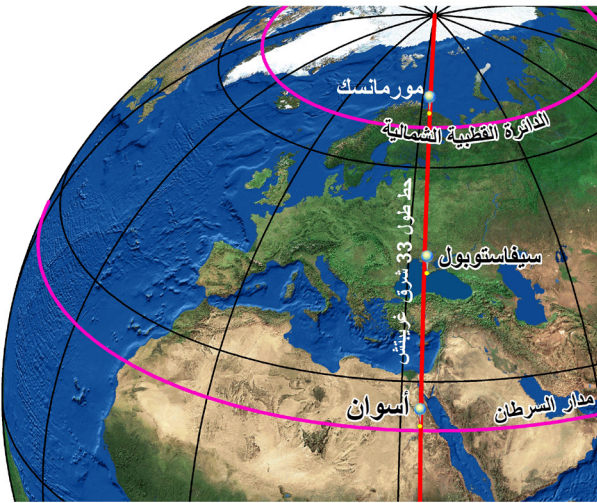 مورمانسك
الدائرة القطبية الشمالية
خط طول 33 شرق غرينتش
سيفاستوبول
أسوان
مدار السرطان